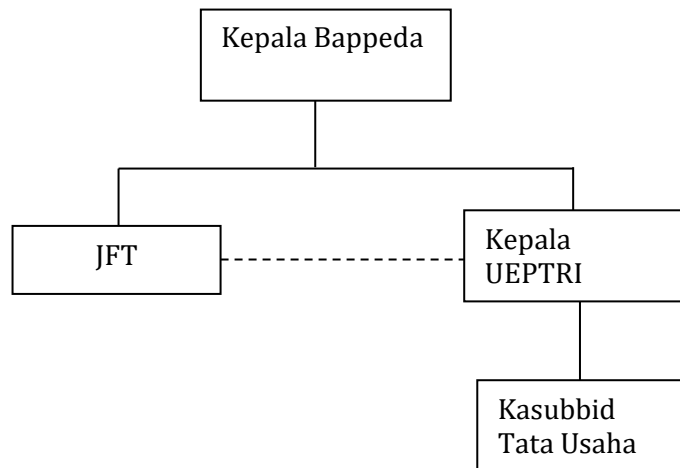 Kepala Bappeda
JFT
Kepala
UEPTRI
Kasubbid
Tata Usaha